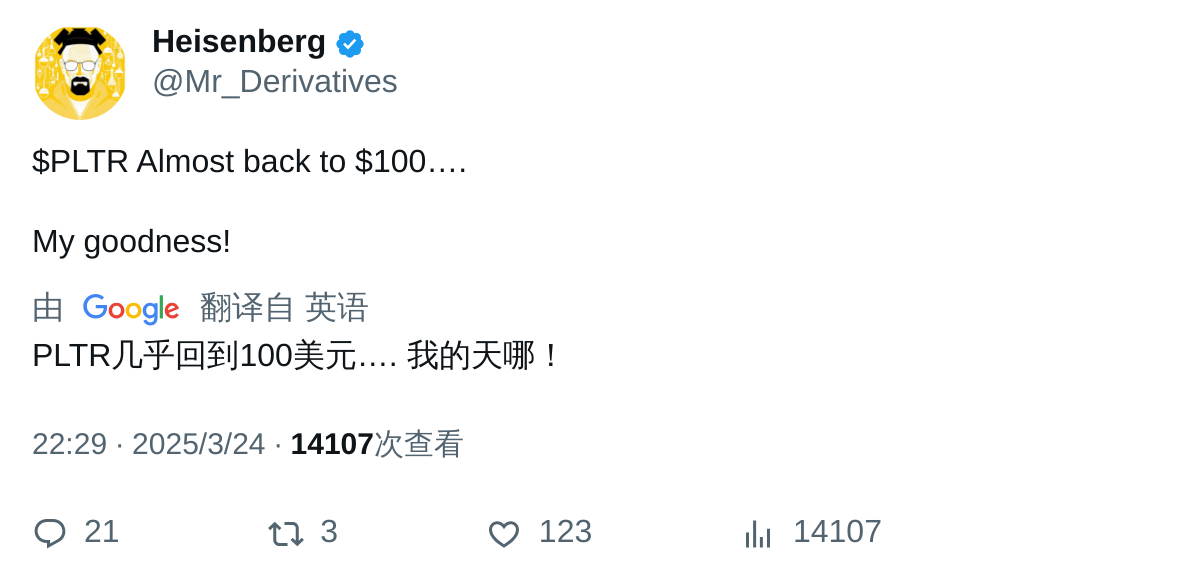 Heisenberg
@Mr_Derivatives
$PLTR Almost back to $100….
My goodness!
由 Google 翻译自 英语
PLTR几乎回到100美元…. 我的天哪！
22:29 · 2025/3/24 · 14107次查看
21 3 123 14107